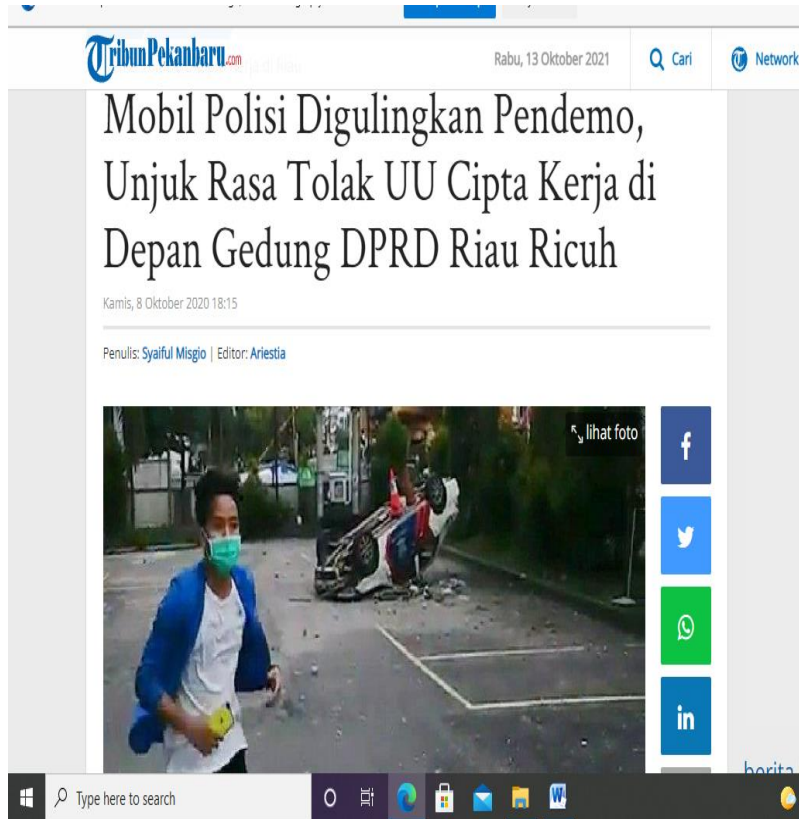 TribunPekanbaru.com
Rabu, 13 Oktober 2021
Cari
Network
Mobil Polisi Digulingkan Pendemo,
Unjuk Rasa Tolak UU Cipta Kerja di
Depan Gedung DPRD Riau Ricuh
Kamis, 8 Oktober 2020 18:15
Penulis: Syaiful Misgio | Editor: Ariestia
lihat foto
berita
Type here to search